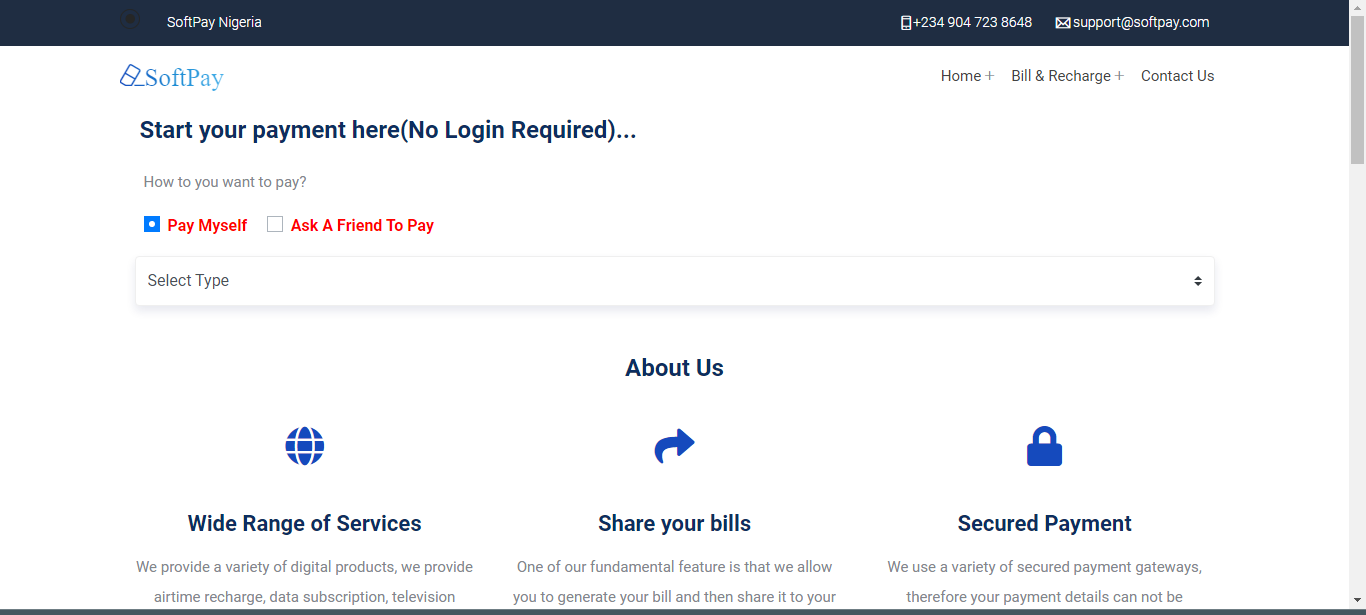 SoftPay Nigeria +234 904 723 8648 support@softpay.com
SoftPay Home + Bill & Recharge + Contact Us
Start your payment here(No Login Required)...
How to you want to pay?
Pay Myself Ask A Friend To Pay
Select Type
About Us
Wide Range of Services
We provide a variety of digital products, we provide
airtime recharge, data subscription, television
Share your bills
One of our fundamental feature is that we allow
you to generate your bill and then share it to your
Secured Payment
We use a variety of secured payment gateways,
therefore your payment details can not be